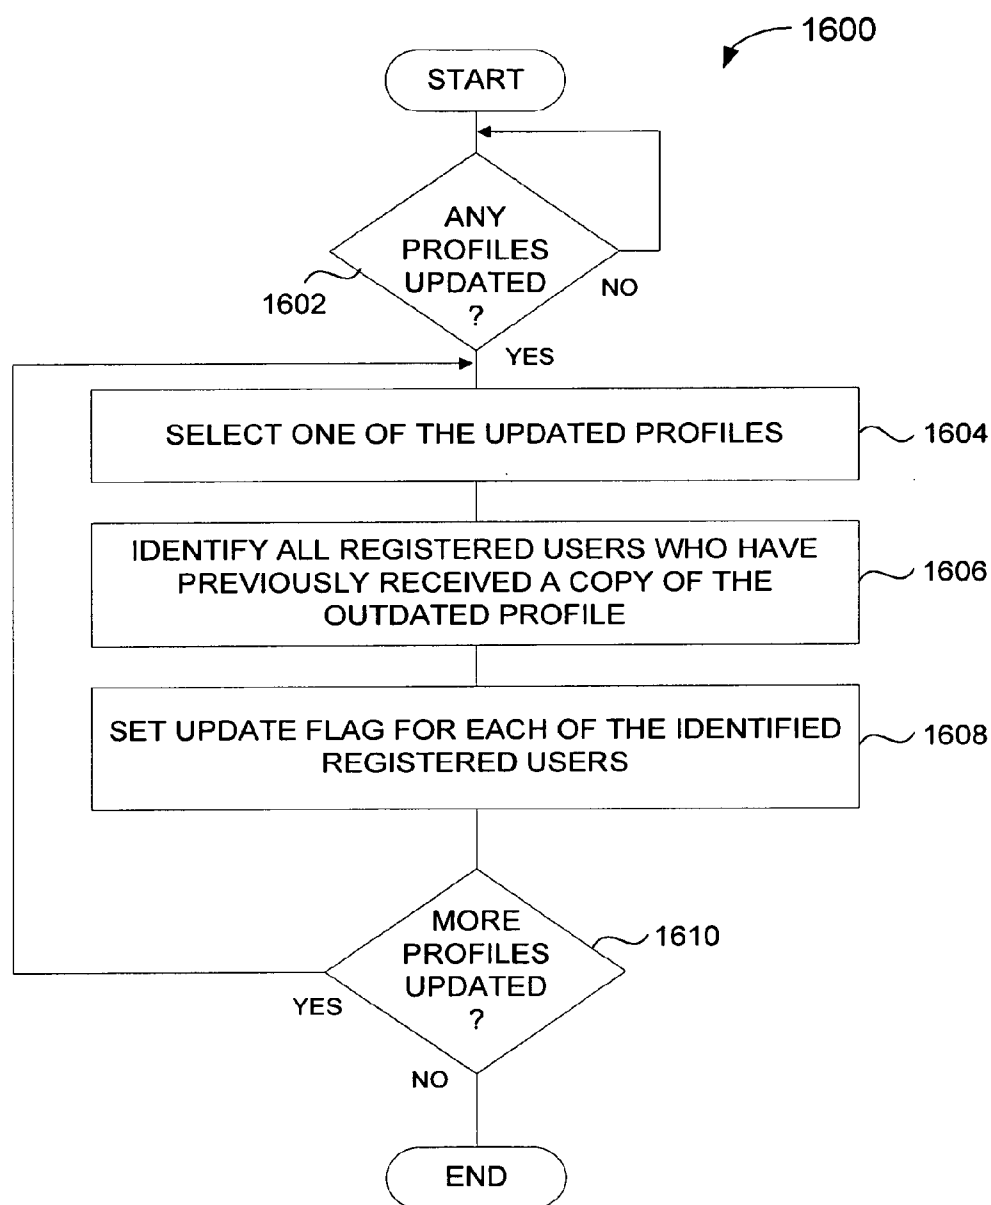 1600
START
ANY
PROFILES
UPDATED
?
1602
NO
YES
SELECT ONE OF THE UPDATED PROFILES
1604
IDENTIFY ALL REGISTERED USERS WHO HAVE
PREVIOUSLY RECEIVED A COPY OF THE
OUTDATED PROFILE
1606
SET UPDATE FLAG FOR EACH OF THE IDENTIFIED
REGISTERED USERS
1608
MORE
PROFILES
UPDATED
?
1610
YES
NO
END